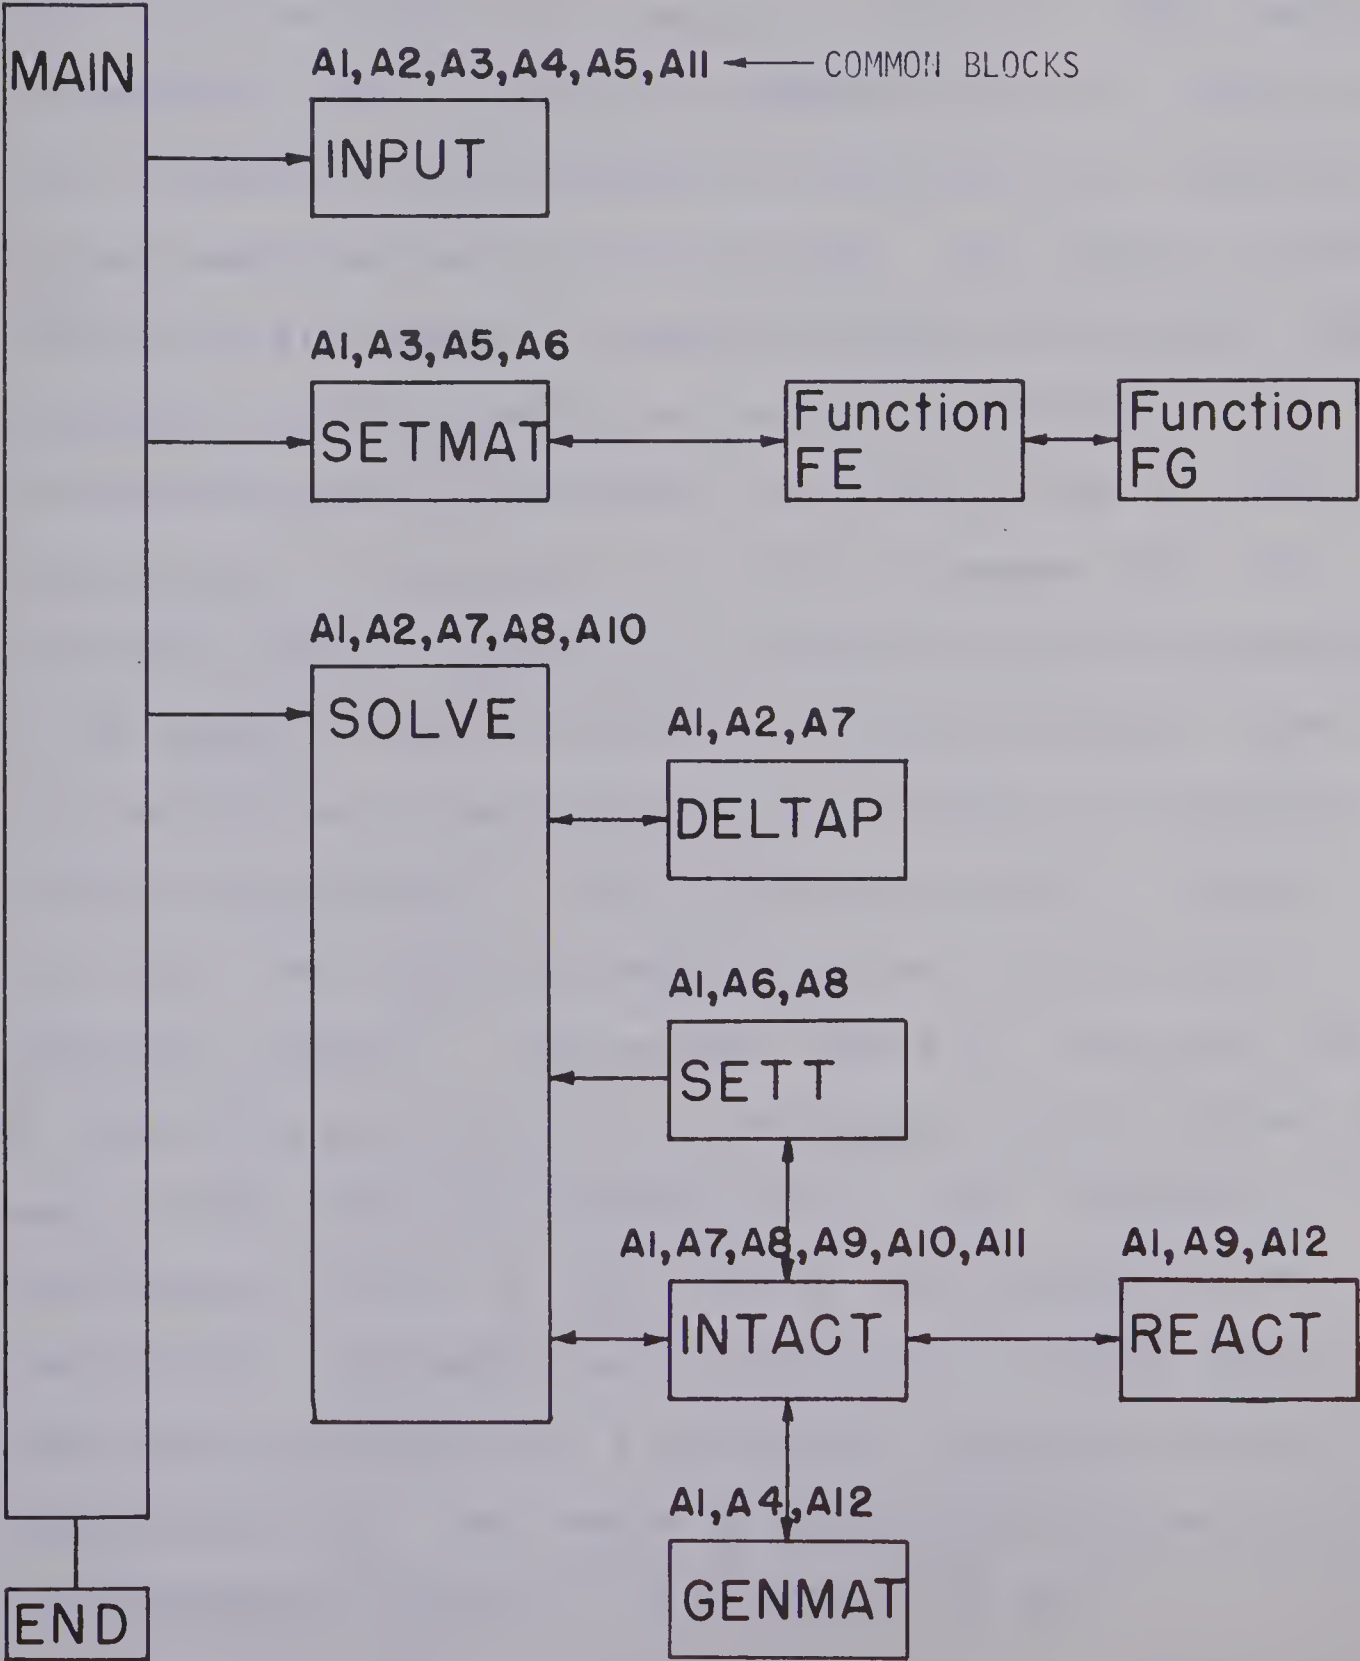 MAIN
A1, A2, A3, A4, A5, A11 COMMON BLOCKS
INPUT
A1, A3, A5, A6
SETMAT
Function
FE
Function
FG
A1, A2, A7, A8, A10
SOLVE
A1, A2, A7
DELTAP
A1, A6, A8
SETT
A1, A7, A8, A9, A10, A11
INTACT
A1, A9, A12
REACT
A1, A4, A12
GENMAT
END